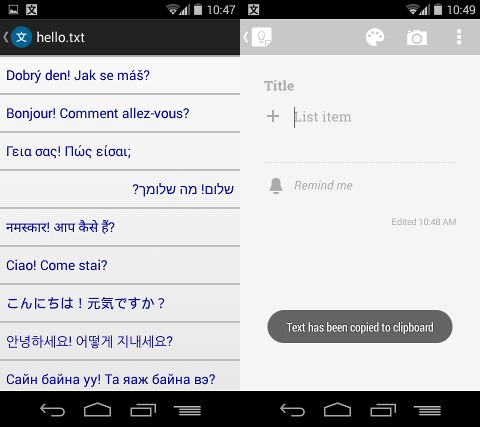 10:47
hello.txt
Dobrý den! Jak se máš?
Bonjour! Comment allez-vous?
Γεια σας! Πώς είσαι;
שלום! מה שלומך?
नमस्कार! आप कैसे हैं?
Ciao! Come stai?
こんにちは！元気ですか？
안녕하세요! 어떻게 지내세요?
Сайн байна уу! Та яаж байна вэ?
10:49
Title
List item
Remind me
Edited 10:48 AM
Text has been copied to clipboard